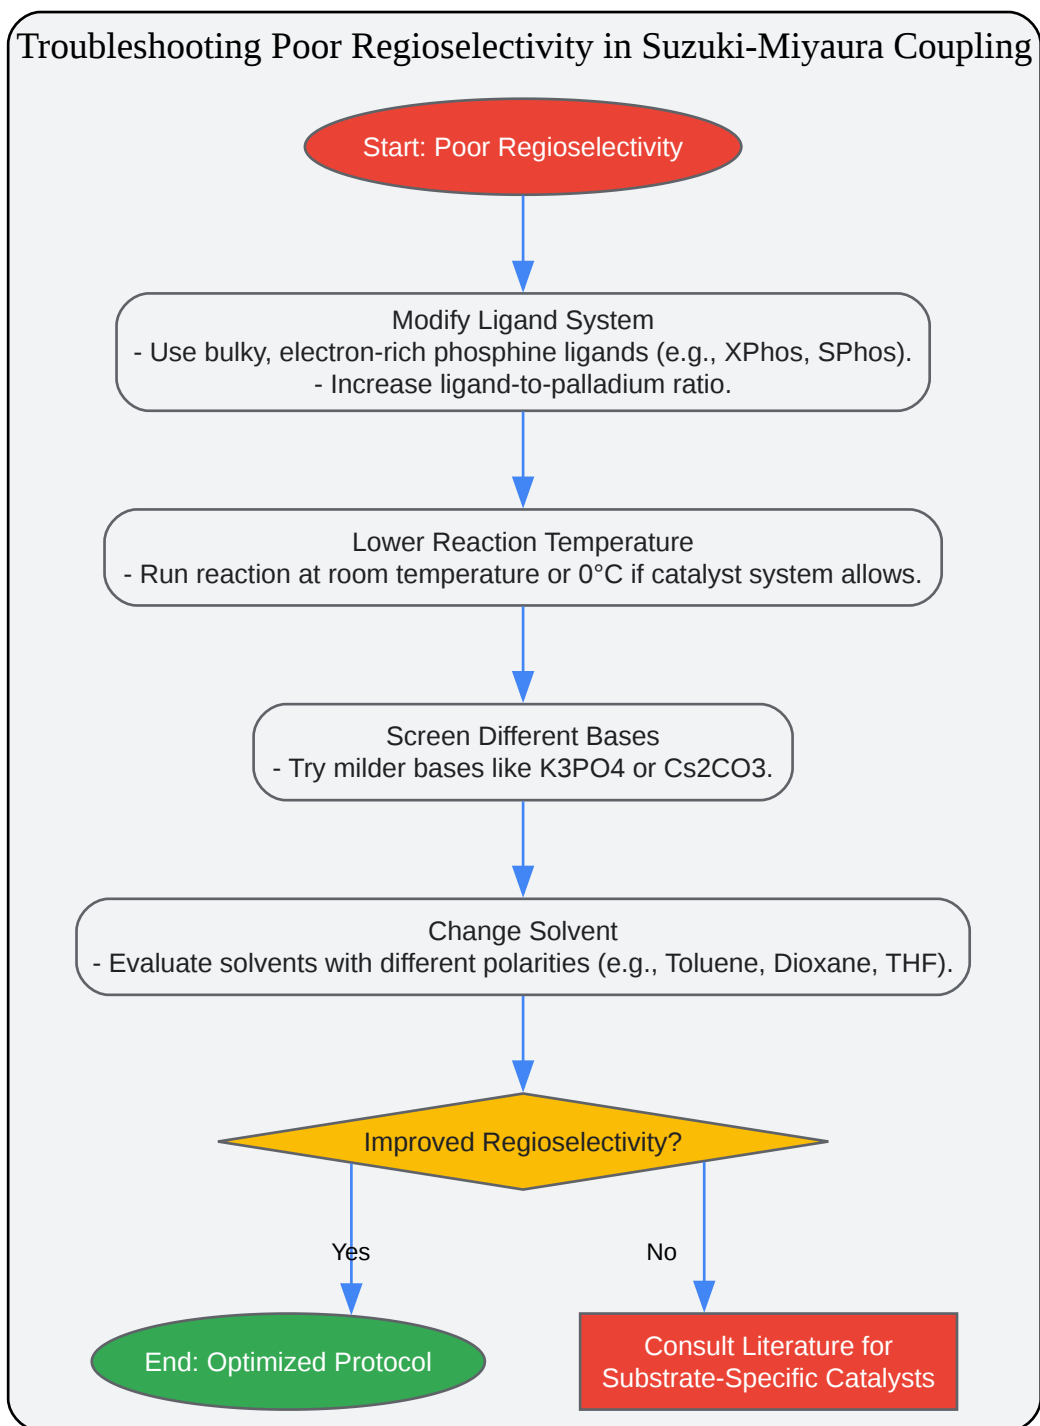 Troubleshooting Poor Regioselectivity in Suzuki-Miyaura Coupling
Start: Poor Regioselectivity
Modify Ligand System
- Use bulky, electron-rich phosphine ligands (e.g., XPhos, SPhos).
- Increase ligand-to-palladium ratio.
Lower Reaction Temperature
- Run reaction at room temperature or 0°C if catalyst system allows.
Screen Different Bases
- Try milder bases like K3PO4 or Cs2CO3.
Change Solvent
- Evaluate solvents with different polarities (e.g., Toluene, Dioxane, THF).
Improved Regioselectivity?
Yes
No
End: Optimized Protocol
Consult Literature for
Substrate-Specific Catalysts